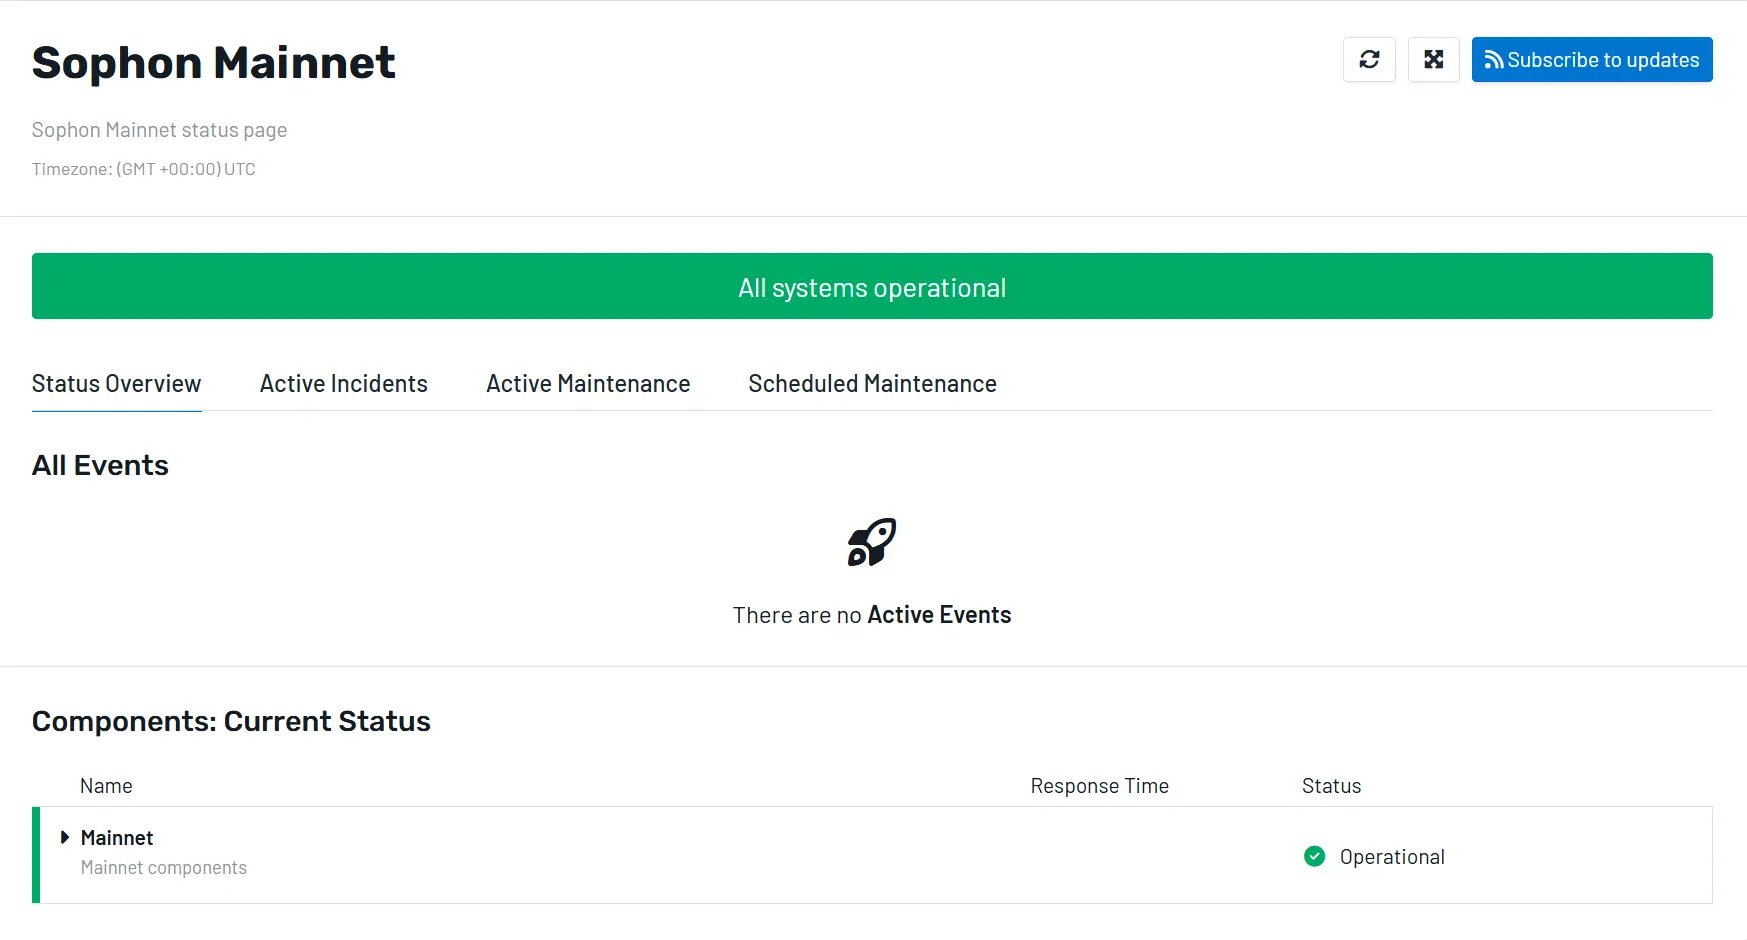 Sophon Mainnet
Subscribe to updates
Sophon Mainnet status page
Timezone: (GMT +00:00) UTC
All systems operational
Status Overview Active Incidents Active Maintenance Scheduled Maintenance
All Events
There are no Active Events
Components: Current Status
Name Response Time Status
Mainnet
Mainnet components
Operational